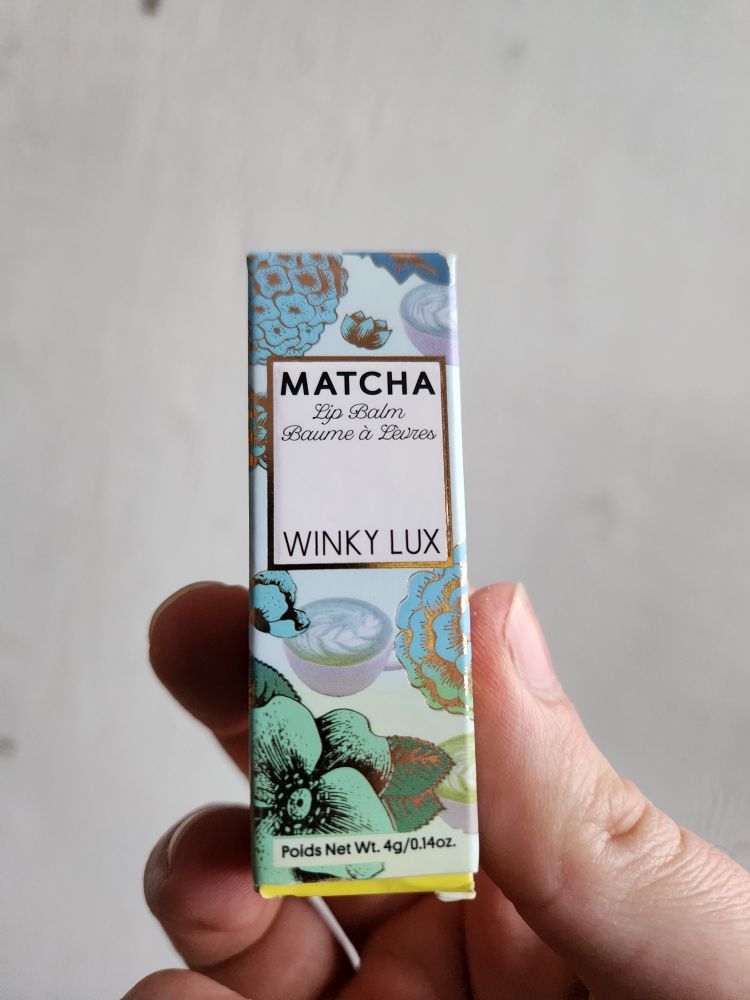 MATCHA
Lip Balm
Baume à Lèvres
WINKY LUX
Poids Net Wt. 4g/0.14oz.